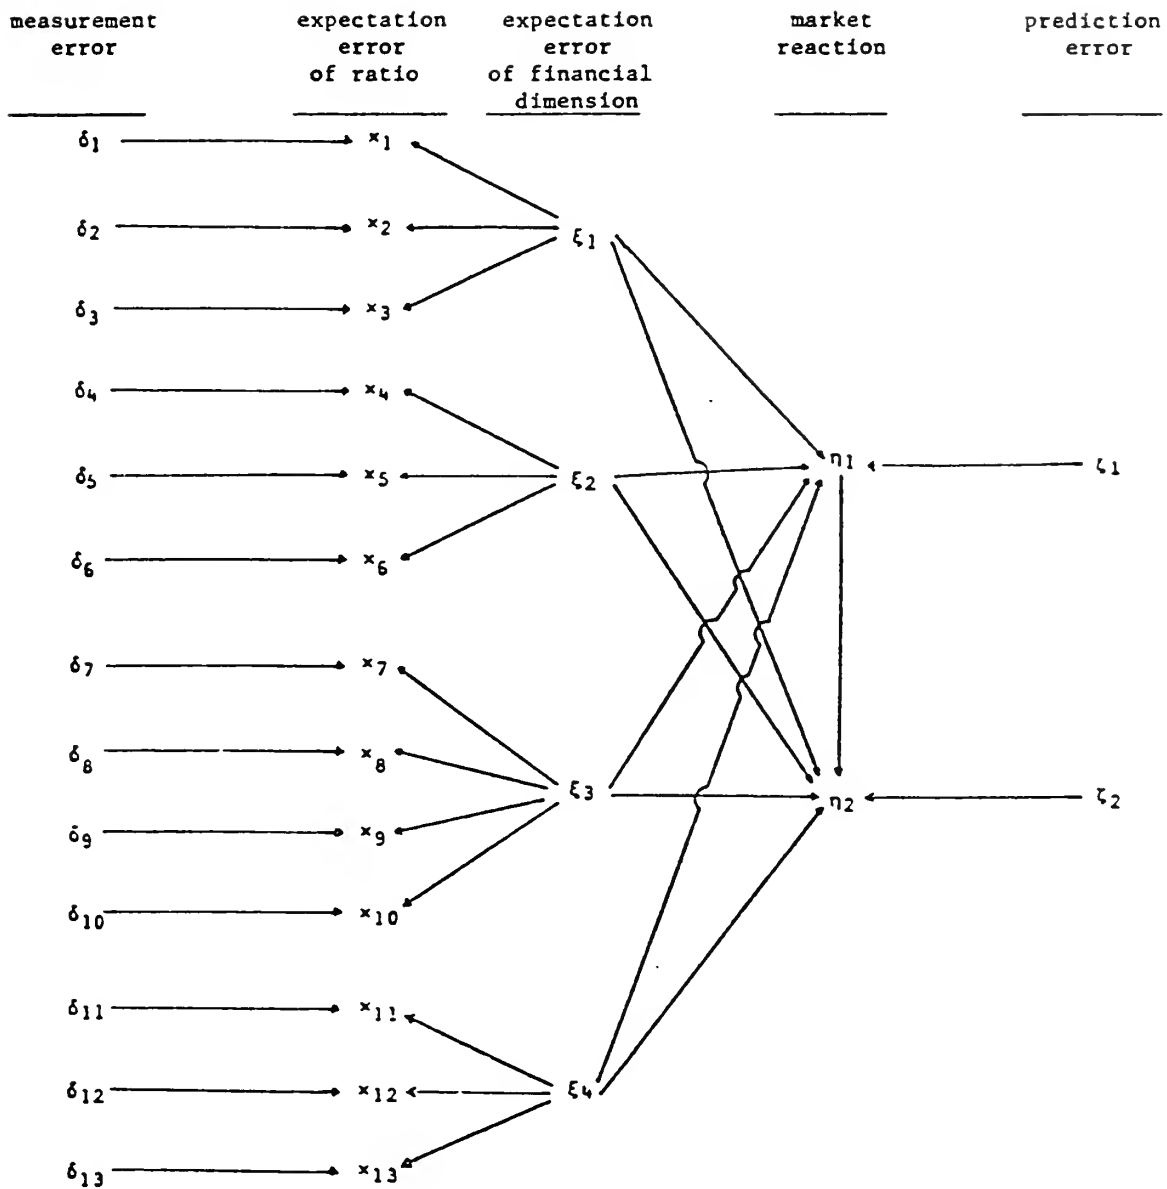 measurement error
expectation error of ratio
expectation error of financial dimension
market reaction
prediction error
δ1 x1
δ2 x2 ξ1
δ3 x3
δ4 x4
η1 ζ1
δ5 x5 ξ2
δ6 x6
δ7 x7
δ8 x8
ξ3 η2 ζ2
δ9 x9
δ10 x10
δ11 x11
δ12 x12 ξ4
δ13 x13